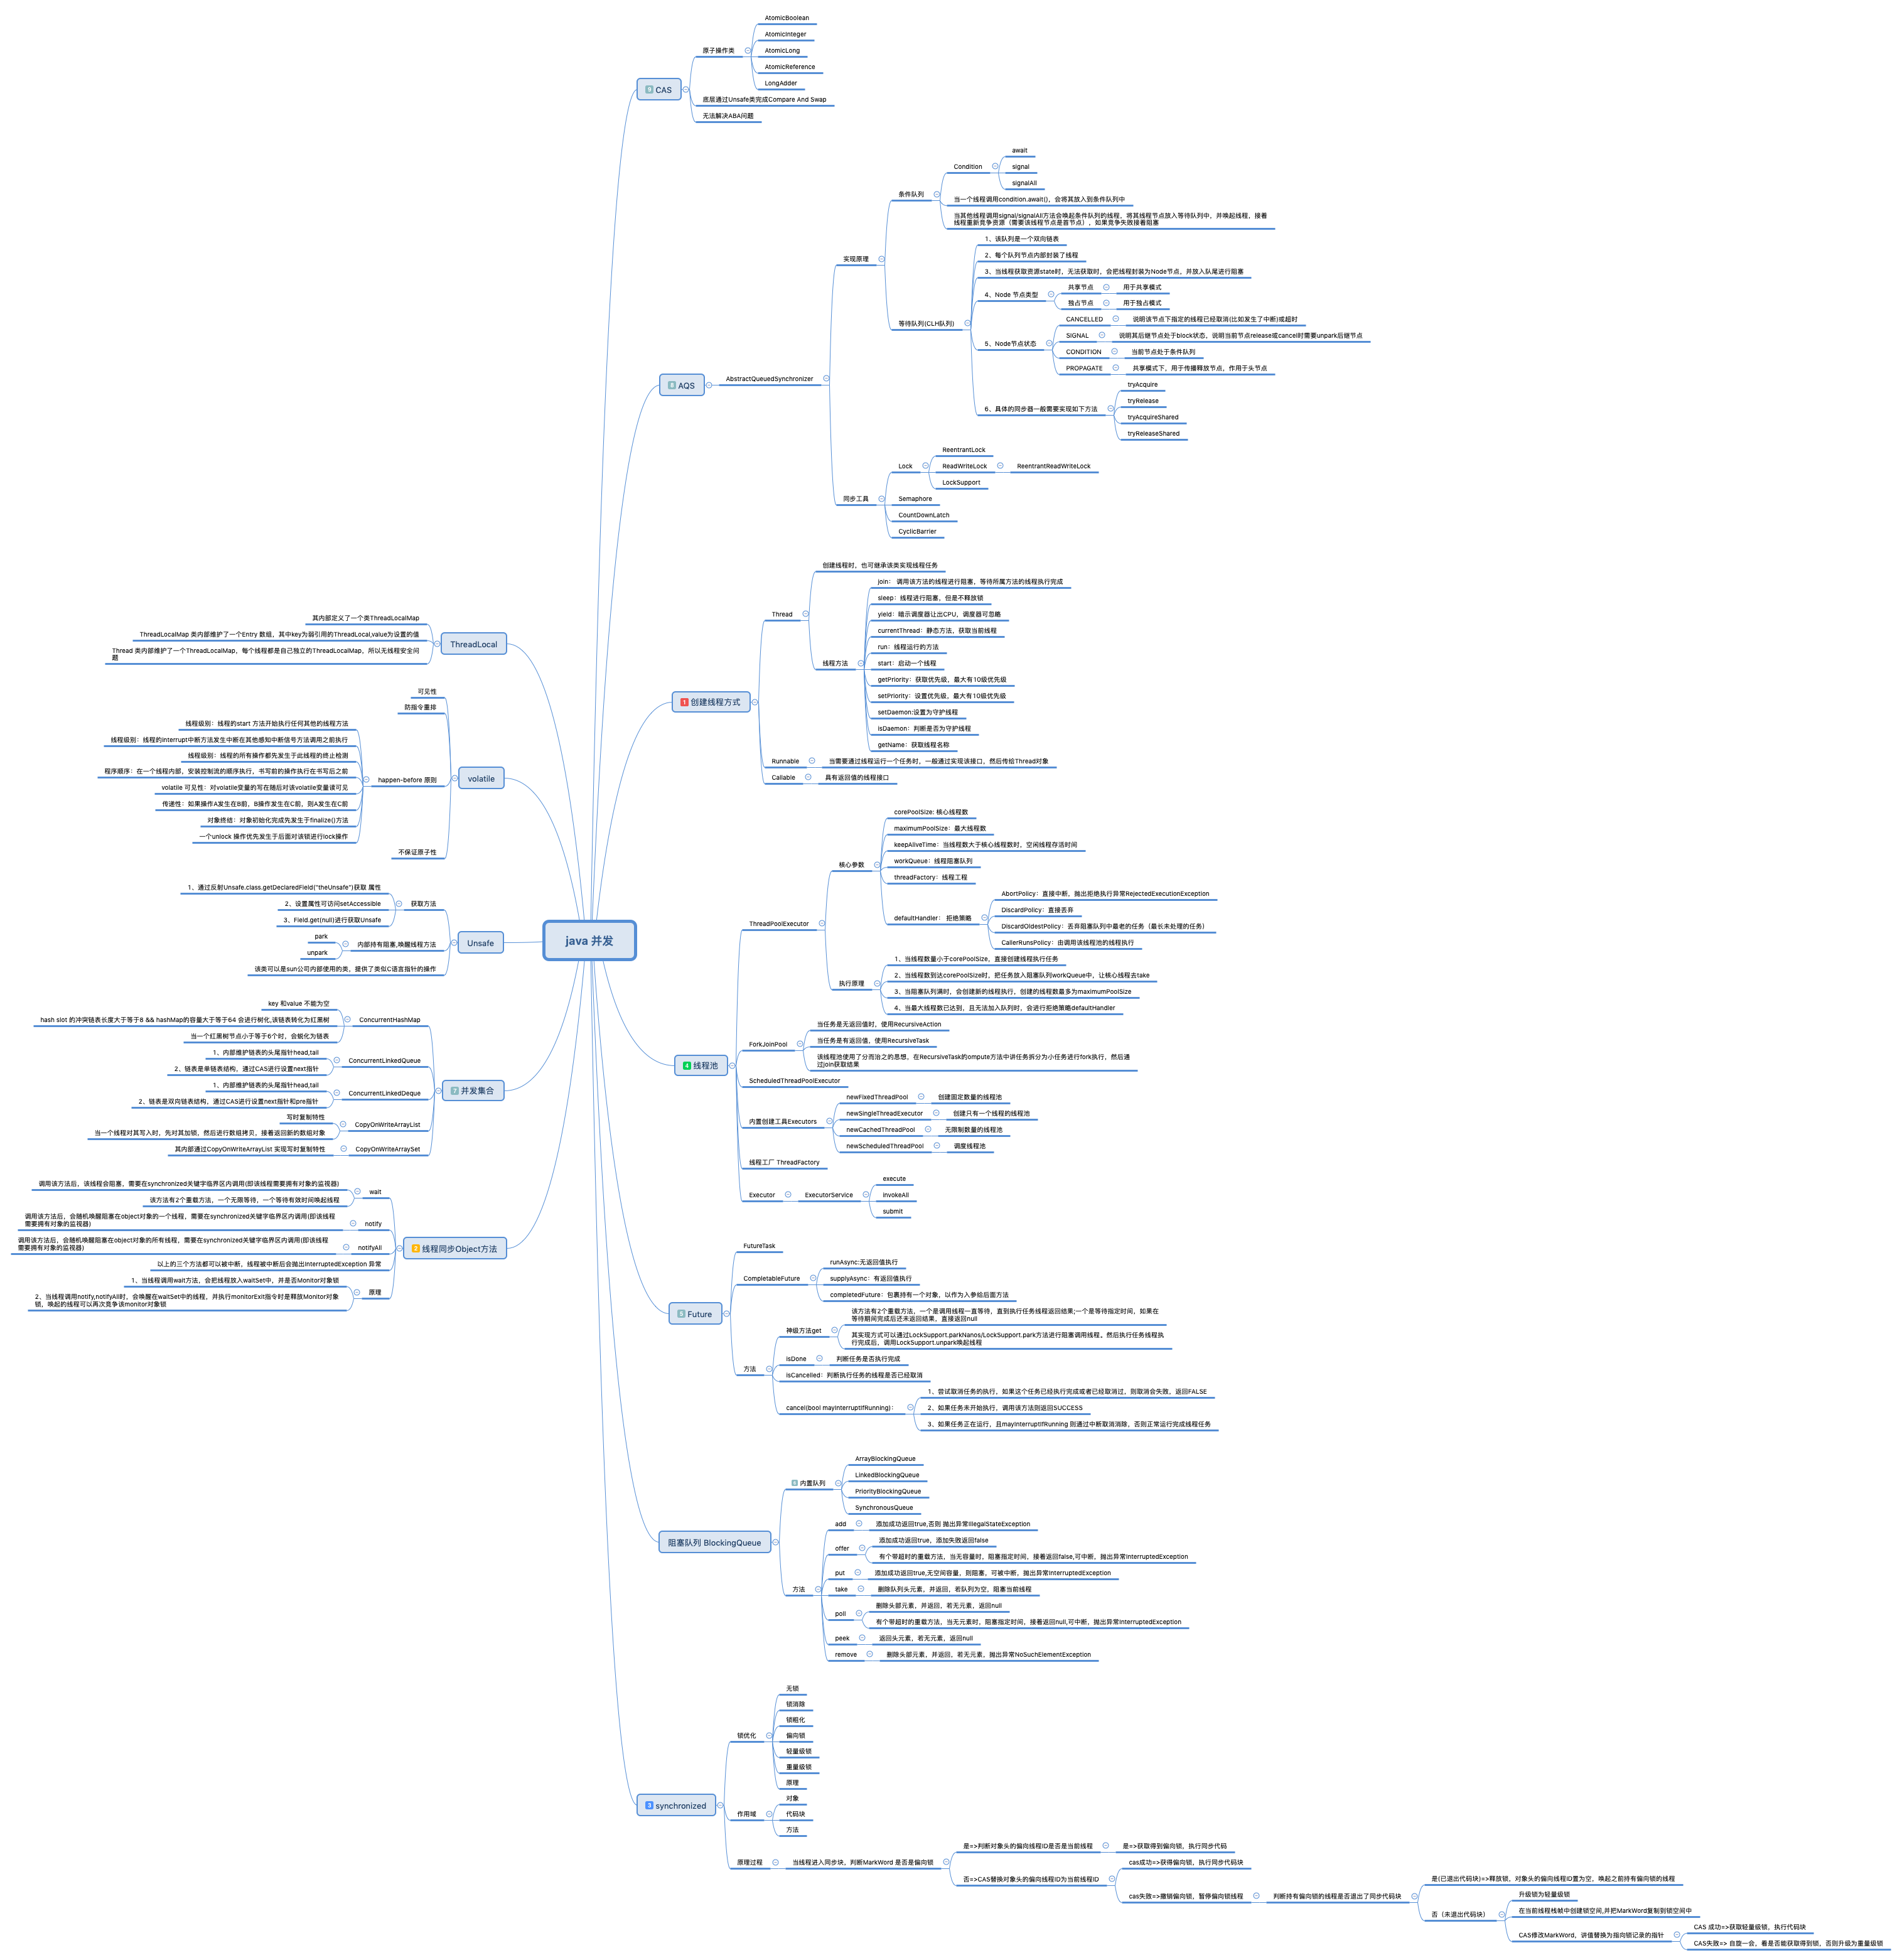 java 并发
9 CAS
原子操作类
AtomicBoolean
AtomicInteger
AtomicLong
AtomicReference
LongAdder
底层通过Unsafe类完成Compare And Swap
无法解决ABA问题
AQS
AbstractQueuedSynchronizer
实现原理
条件队列
Condition
await
signal
signalAll
当一个线程调用condition.await()，会将其放入到条件队列中
当其他线程调用signal/signalAll方法会唤起条件队列的线程，将其线程节点放入等待队列中，并唤起线程，接着
线程重新竞争资源（需要该线程节点是首节点），如果竞争失败接着阻塞
等待队列(CLH队列)
1、该队列是一个双向链表
2、每个队列节点内部封装了线程
3、当线程获取资源state时，无法获取时，会把线程封装为Node节点，并放入队尾进行阻塞
4、Node 节点类型
共享节点
用于共享模式
独占节点
用于独占模式
5、Node节点状态
CANCELLED
说明该节点下指定的线程已经取消(比如发生了中断)或超时
SIGNAL
说明其后继节点处于block状态，说明当前节点release或cancel时需要unpark后继节点
CONDITION
当前节点处于条件队列
PROPAGATE
共享模式下，用于传播释放节点，作用于头节点
6、具体的同步器一般需要实现如下方法
tryAcquire
tryRelease
tryAcquireShared
tryReleaseShared
同步工具
Lock
ReentrantLock
ReadWriteLock
ReentrantReadWriteLock
LockSupport
Semaphore
CountDownLatch
CyclicBarrier
1 创建线程方式
Thread
创建线程时，也可继承该类实现线程任务
线程方法
join： 调用该方法的线程进行阻塞，等待所属方法的线程执行完成
sleep：线程进行阻塞，但是不释放锁
yield：暗示调度器让出CPU，调度器可忽略
currentThread：静态方法，获取当前线程
run：线程运行的方法
start：启动一个线程
getPriority：获取优先级，最大有10级优先级
setPriority：设置优先级，最大有10级优先级
setDaemon:设置为守护线程
isDaemon：判断是否为守护线程
getName：获取线程名称
Runnable
当需要通过线程运行一个任务时，一般通过实现该接口，然后传给Thread对象
Callable
具有返回值的线程接口
4 线程池
ThreadPoolExecutor
核心参数
corePoolSize: 核心线程数
maximumPoolSize：最大线程数
keepAliveTime：当线程数大于核心线程数时，空闲线程存活时间
workQueue：线程阻塞队列
threadFactory：线程工程
defaultHandler： 拒绝策略
AbortPolicy：直接中断，抛出拒绝执行异常RejectedExecutionException
DiscardPolicy：直接丢弃
DiscardOldestPolicy：丢弃阻塞队列中最老的任务（最长未处理的任务）
CallerRunsPolicy：由调用该线程池的线程执行
执行原理
1、当线程数量小于corePoolSize，直接创建线程执行任务
2、当线程数到达corePoolSize时，把任务放入阻塞队列workQueue中，让核心线程去take
3、当阻塞队列满时，会创建新的线程执行，创建的线程数最多为maximumPoolSize
4、当最大线程数已达到，且无法加入队列时，会进行拒绝策略defaultHandler
ForkJoinPool
当任务是无返回值时，使用RecursiveAction
当任务是有返回值，使用RecursiveTask
该线程池使用了分而治之的思想，在RecursiveTask的ompute方法中讲任务拆分为小任务进行fork执行，然后通
过join获取结果
ScheduledThreadPoolExecutor
内置创建工具Executors
newFixedThreadPool
创建固定数量的线程池
newSingleThreadExecutor
创建只有一个线程的线程池
newCachedThreadPool
无限制数量的线程池
newScheduledThreadPool
调度线程池
线程工厂 ThreadFactory
Executor
ExecutorService
execute
invokeAll
submit
Future
FutureTask
CompletableFuture
runAsync:无返回值执行
supplyAsync：有返回值执行
completedFuture：包裹持有一个对象，以作为入参给后面方法
方法
神级方法get
该方法有2个重载方法，一个是调用线程一直等待，直到执行任务线程返回结果;一个是等待指定时间，如果在
等待期间完成后还未返回结果，直接返回null
其实现方式可以通过LockSupport.parkNanos/LockSupport.park方法进行阻塞调用线程。然后执行任务线程执
行完成后，调用LockSupport.unpark唤起线程
isDone
判断任务是否执行完成
isCancelled：判断执行任务的线程是否已经取消
cancel(bool mayInterruptIfRunning)：
1、尝试取消任务的执行，如果这个任务已经执行完成或者已经取消过，则取消会失败，返回FALSE
2、如果任务未开始执行，调用该方法则返回SUCCESS
3、如果任务正在运行，且mayInterruptIfRunning 则通过中断取消消除，否则正常运行完成线程任务
阻塞队列 BlockingQueue
内置队列
ArrayBlockingQueue
LinkedBlockingQueue
PriorityBlockingQueue
SynchronousQueue
方法
add
添加成功返回true,否则 抛出异常IllegalStateException
offer
添加成功返回true，添加失败返回false
有个带超时的重载方法，当无容量时，阻塞指定时间，接着返回false,可中断，抛出异常InterruptedException
put
添加成功返回true,无空间容量，则阻塞，可被中断，抛出异常InterruptedException
take
删除队列头元素，并返回，若队列为空，阻塞当前线程
poll
删除头部元素，并返回，若无元素，返回null
有个带超时的重载方法，当无元素时，阻塞指定时间，接着返回null,可中断，抛出异常InterruptedException
peek
返回头元素，若无元素，返回null
remove
删除头部元素，并返回，若无元素，抛出异常NoSuchElementException
3 synchronized
锁优化
无锁
锁消除
锁粗化
偏向锁
轻量级锁
重量级锁
原理
作用域
对象
代码块
方法
原理过程
当线程进入同步块，判断MarkWord 是否是偏向锁
是=>判断对象头的偏向线程ID是否是当前线程
是=>获取得到偏向锁，执行同步代码
否=>CAS替换对象头的偏向线程ID为当前线程ID
cas成功=>获得偏向锁，执行同步代码块
cas失败=>撤销偏向锁，暂停偏向锁线程
判断持有偏向锁的线程是否退出了同步代码块
是(已退出代码块)=>释放锁，对象头的偏向线程ID置为空，唤起之前持有偏向锁的线程
否（未退出代码块）
升级锁为轻量级锁
在当前线程栈帧中创建锁空间,并把MarkWord复制到锁空间中
CAS修改MarkWord，讲值替换为指向锁记录的指针
CAS 成功=>获取轻量级锁，执行代码块
CAS失败=> 自旋一会，看是否能获取得到锁，否则升级为重量级锁
ThreadLocal
其内部定义了一个类ThreadLocalMap
ThreadLocalMap 类内部维护了一个Entry 数组，其中key为弱引用的ThreadLocal,value为设置的值
Thread 类内部维护了一个ThreadLocalMap，每个线程都是自己独立的ThreadLocalMap，所以无线程安全问
题
volatile
可见性
防指令重排
happen-before 原则
线程级别：线程的start 方法开始执行任何其他的线程方法
线程级别：线程的interrupt中断方法发生中断在其他感知中断信号方法调用之前执行
线程级别：线程的所有操作都先发生于此线程的终止检测
程序顺序：在一个线程内部，安装控制流的顺序执行，书写前的操作执行在书写后之前
volatile 可见性：对volatile变量的写在随后对该volatile变量读可见
传递性：如果操作A发生在B前，B操作发生在C前，则A发生在C前
对象终结：对象初始化完成先发生于finalize()方法
一个unlock 操作优先发生于后面对该锁进行lock操作
不保证原子性
Unsafe
获取方法
1、通过反射Unsafe.class.getDeclaredField("theUnsafe")获取 属性
2、设置属性可访问setAccessible
3、Field.get(null)进行获取Unsafe
内部持有阻塞,唤醒线程方法
park
unpark
该类可以是sun公司内部使用的类，提供了类似C语言指针的操作
7 并发集合
ConcurrentHashMap
key 和value 不能为空
hash slot 的冲突链表长度大于等于8 && hashMap的容量大于等于64 会进行树化,该链表转化为红黑树
当一个红黑树节点小于等于6个时，会蜕化为链表
ConcurrentLinkedQueue
1、内部维护链表的头尾指针head,tail
2、链表是单链表结构，通过CAS进行设置next指针
ConcurrentLinkedDeque
1、内部维护链表的头尾指针head,tail
2、链表是双向链表结构，通过CAS进行设置next指针和pre指针
CopyOnWriteArrayList
写时复制特性
当一个线程对其写入时，先对其加锁，然后进行数组拷贝，接着返回新的数组对象
CopyOnWriteArraySet
其内部通过CopyOnWriteArrayList 实现写时复制特性
2 线程同步Object方法
wait
调用该方法后，该线程会阻塞，需要在synchronized关键字临界区内调用(即该线程需要拥有对象的监视器)
该方法有2个重载方法，一个无限等待，一个等待有效时间唤起线程
notify
调用该方法后，会随机唤醒阻塞在object对象的一个线程，需要在synchronized关键字临界区内调用(即该线程
需要拥有对象的监视器)
notifyAll
调用该方法后，会随机唤醒阻塞在object对象的所有线程，需要在synchronized关键字临界区内调用(即该线程
需要拥有对象的监视器)
以上的三个方法都可以被中断，线程被中断后会抛出InterruptedException 异常
原理
1、当线程调用wait方法，会把线程放入waitSet中，并是否Monitor对象锁
2、当线程调用notify,notifyAll时，会唤醒在waitSet中的线程，并执行monitorExit指令时是释放Monitor对象
锁，唤起的线程可以再次竞争该monitor对象锁